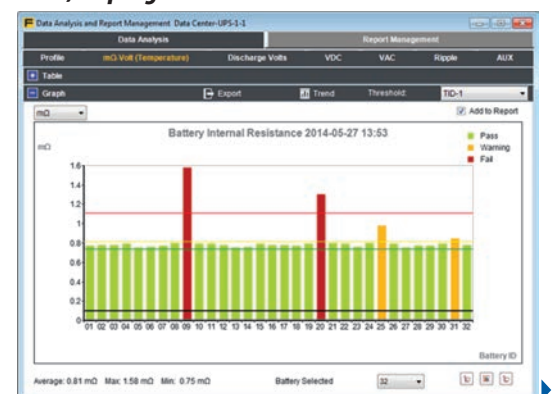 Data Analysis and Report Management Data Center-UPS-1-1
Data Analysis Report Management
Profile mΩ-Volt (Temperature) Discharge Volts VDC VAC Ripple AUX
Table
Graph Export Trend Threshold: TID-1
mΩ Add to Report
Battery Internal Resistance 2014-05-27 13:53
mΩ
Pass
Warning
Fail
1.6
1.4
1.2
1
0.8
0.6
0.4
0.2
01 02 03 04 05 06 07 08 09 10 11 12 13 14 15 16 17 18 19 20 21 22 23 24 25 26 27 28 29 30 31 32
Battery ID
Average: 0.81 mΩ Max: 1.58 mΩ Min: 0.75 mΩ Battery Selected 32